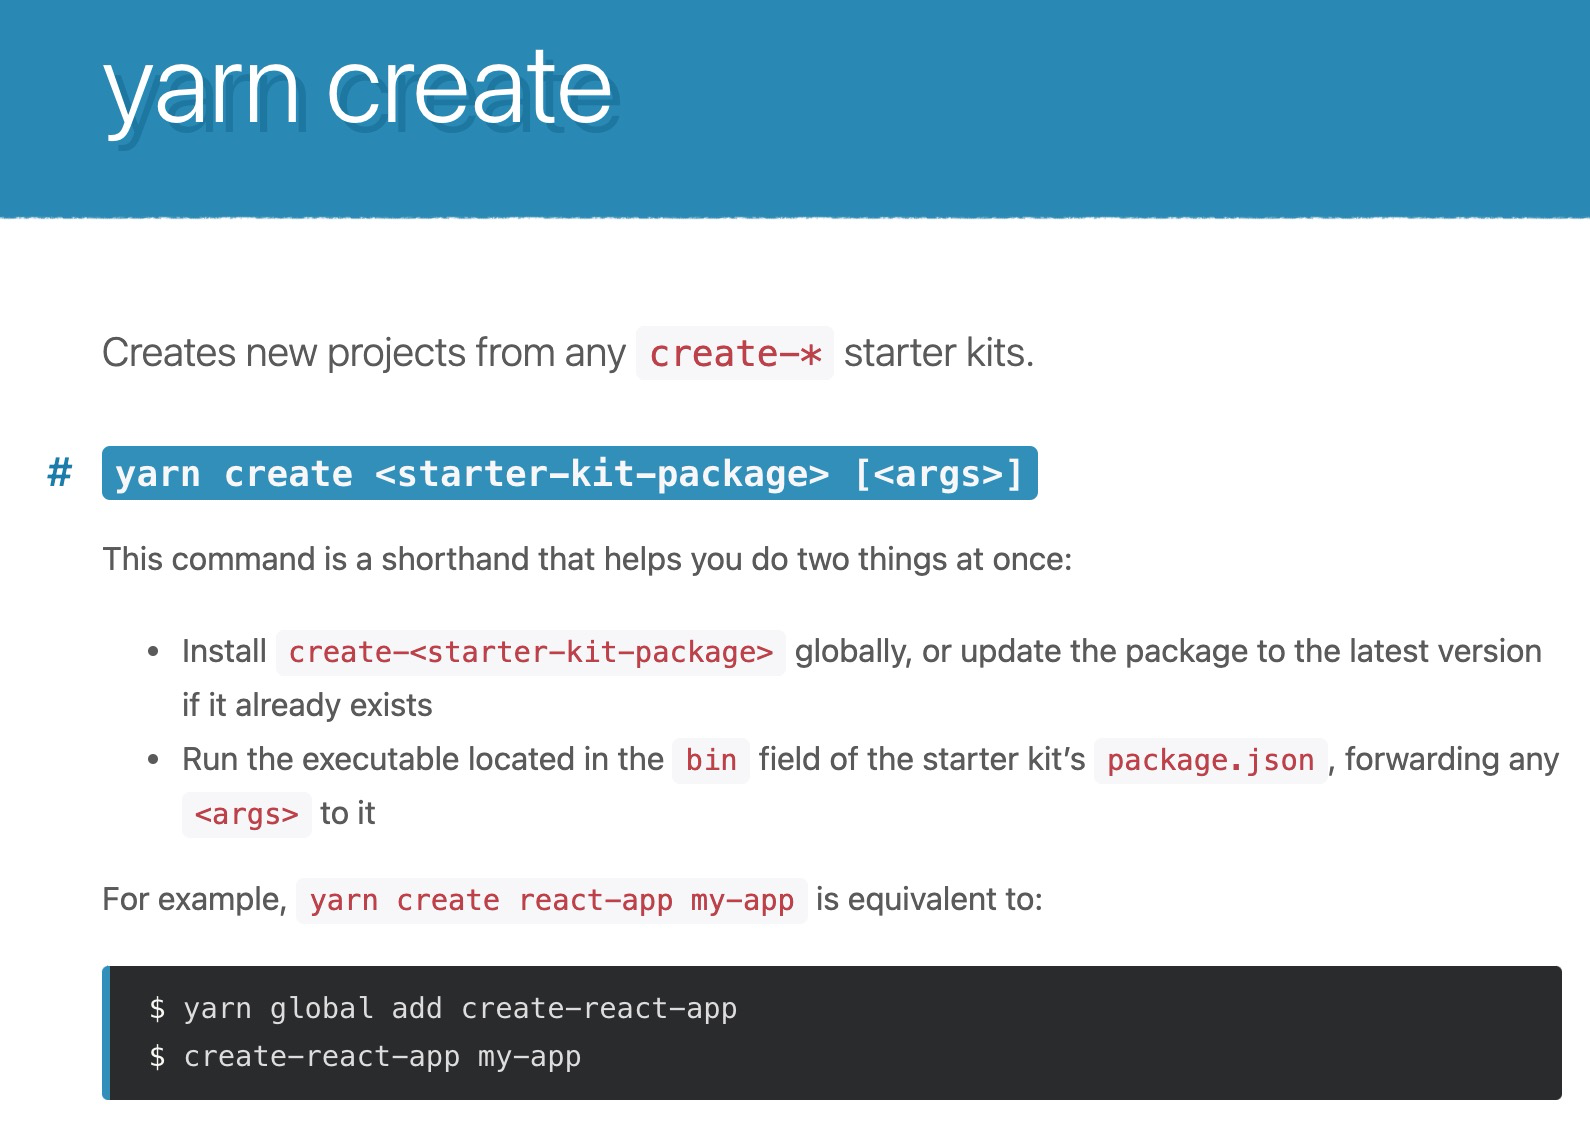 yarn create
Creates new projects from any create-* starter kits.
# yarn create <starter-kit-package> [<args>]
This command is a shorthand that helps you do two things at once:
• Install create-<starter-kit-package> globally, or update the package to the latest version
if it already exists
• Run the executable located in the bin field of the starter kit’s package.json, forwarding any
<args> to it
For example, yarn create react-app my-app is equivalent to:
$ yarn global add create-react-app
$ create-react-app my-app